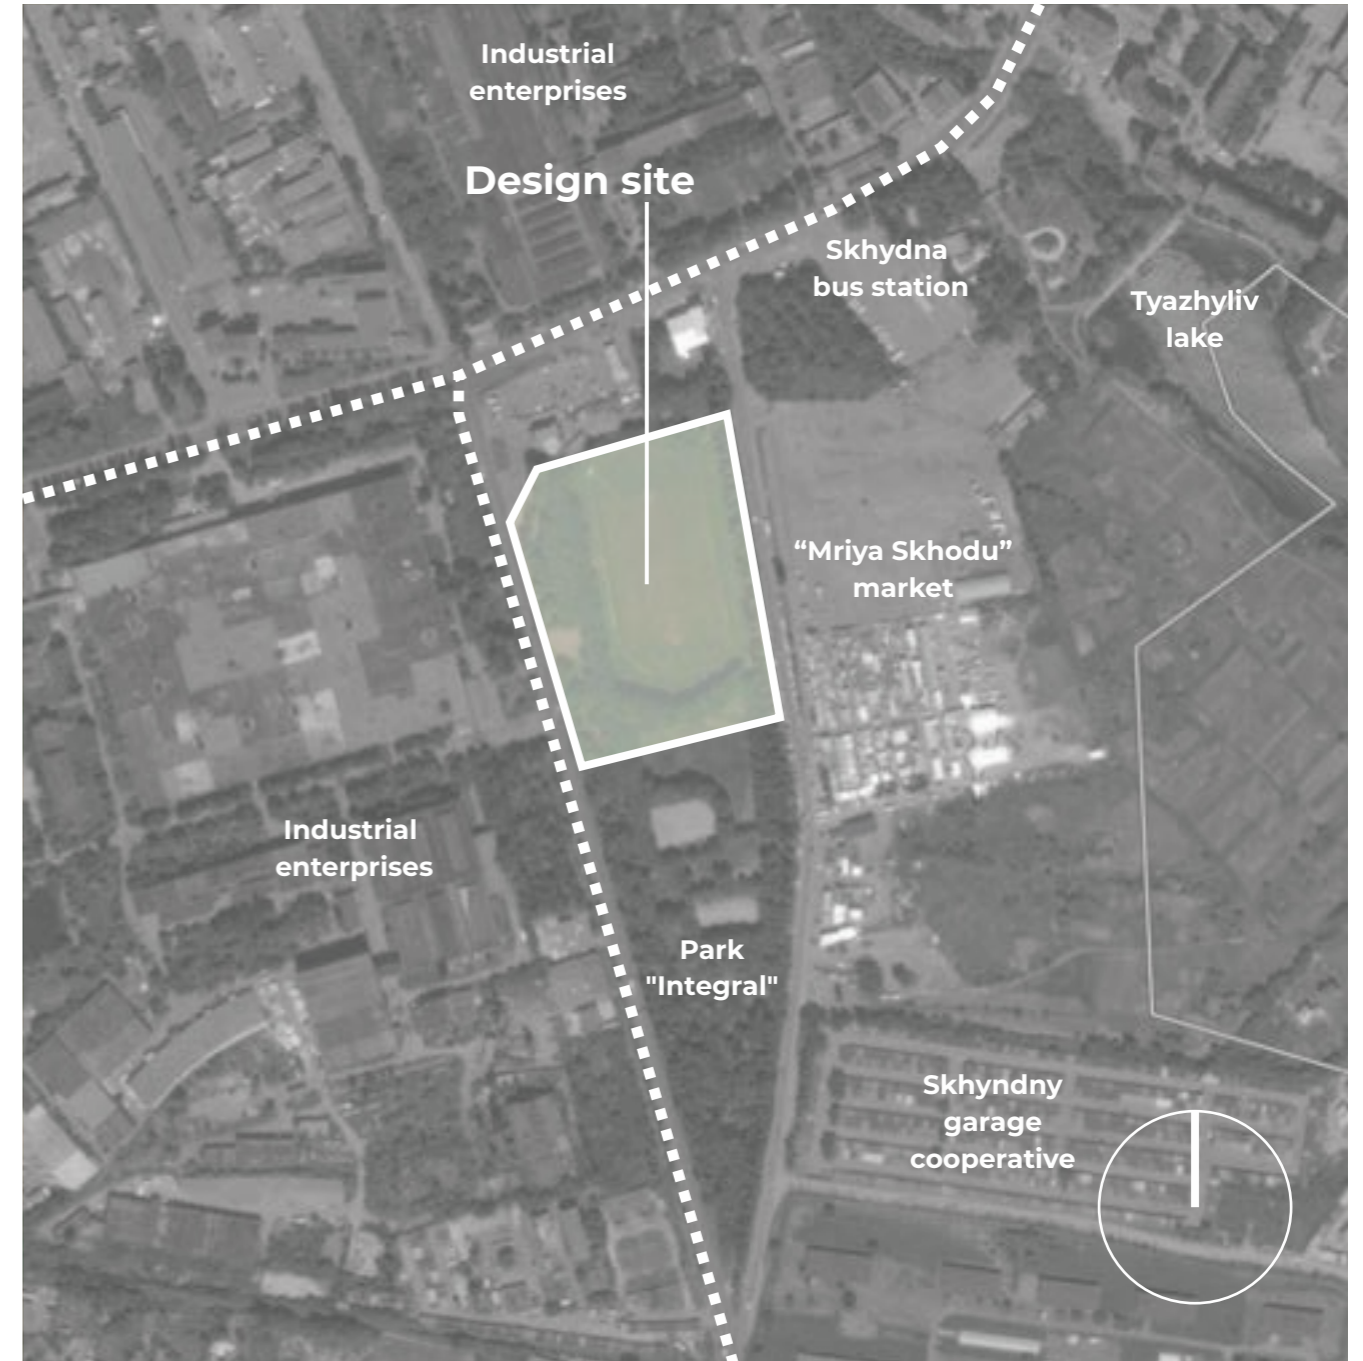 Industrial
enterprises
Design site
Skhydna
bus station
Tyazhyliv
lake
“Mriya Skhodu”
market
Industrial
enterprises
Park
"Integral"
Skhyndny
garage
cooperative